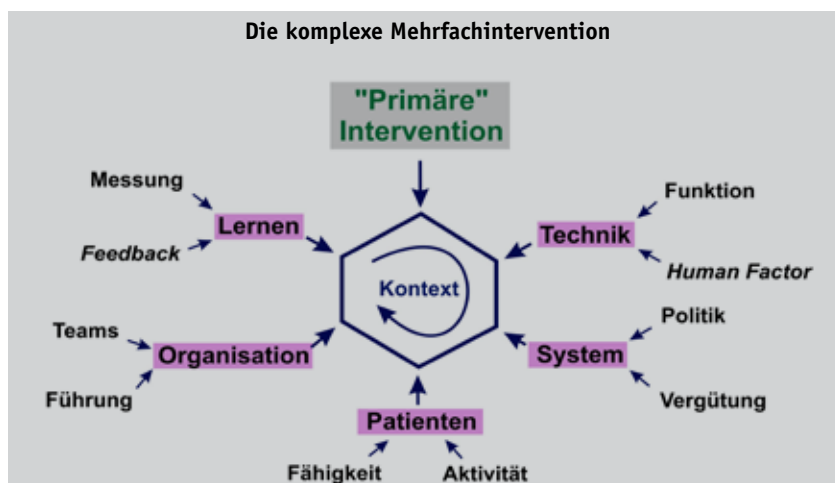 Die komplexe Mehrfachintervention
"Primäre"
Intervention
Messung
Lernen
Feedback
Funktion
Technik
Human Factor
Kontext
Teams
Organisation
Führung
Politik
System
Vergütung
Patienten
Fähigkeit
Aktivität